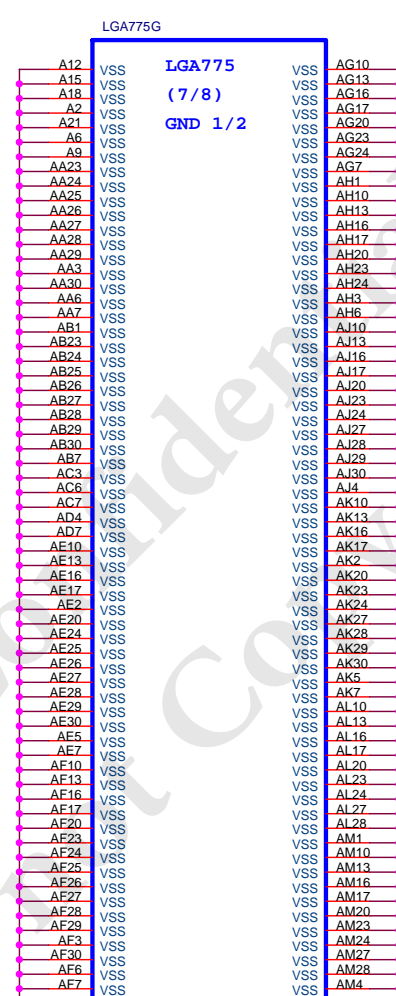 LGA775G
LGA775
(7/8)
GND 1/2
A12 VSS VSS AG10
A15 VSS VSS AG13
A18 VSS VSS AG16
A2 VSS VSS AG17
A21 VSS VSS AG20
A6 VSS VSS AG23
A9 VSS VSS AG24
AA23 VSS VSS AG7
AA24 VSS VSS AH1
AA25 VSS VSS AH10
AA26 VSS VSS AH13
AA27 VSS VSS AH16
AA28 VSS VSS AH17
AA29 VSS VSS AH20
AA3 VSS VSS AH23
AA30 VSS VSS AH24
AA6 VSS VSS AH3
AA7 VSS VSS AH6
AB1 VSS VSS AJ10
AB23 VSS VSS AJ13
AB24 VSS VSS AJ16
AB25 VSS VSS AJ17
AB26 VSS VSS AJ20
AB27 VSS VSS AJ23
AB28 VSS VSS AJ24
AB29 VSS VSS AJ27
AB30 VSS VSS AJ28
AB7 VSS VSS AJ29
AC3 VSS VSS AJ30
AC6 VSS VSS AJ4
AC7 VSS VSS AK10
AD4 VSS VSS AK13
AD7 VSS VSS AK16
AE10 VSS VSS AK17
AE13 VSS VSS AK2
AE16 VSS VSS AK20
AE17 VSS VSS AK23
AE2 VSS VSS AK24
AE20 VSS VSS AK27
AE24 VSS VSS AK28
AE25 VSS VSS AK29
AE26 VSS VSS AK30
AE27 VSS VSS AK5
AE28 VSS VSS AK7
AE29 VSS VSS AL10
AE30 VSS VSS AL13
AE5 VSS VSS AL16
AE7 VSS VSS AL17
AF10 VSS VSS AL20
AF13 VSS VSS AL23
AF16 VSS VSS AL24
AF17 VSS VSS AL27
AF20 VSS VSS AL28
AF23 VSS VSS AM1
AF24 VSS VSS AM10
AF25 VSS VSS AM13
AF26 VSS VSS AM16
AF27 VSS VSS AM17
AF28 VSS VSS AM20
AF29 VSS VSS AM23
AF3 VSS VSS AM24
AF30 VSS VSS AM27
AF6 VSS VSS AM28
AF7 VSS VSS AM4